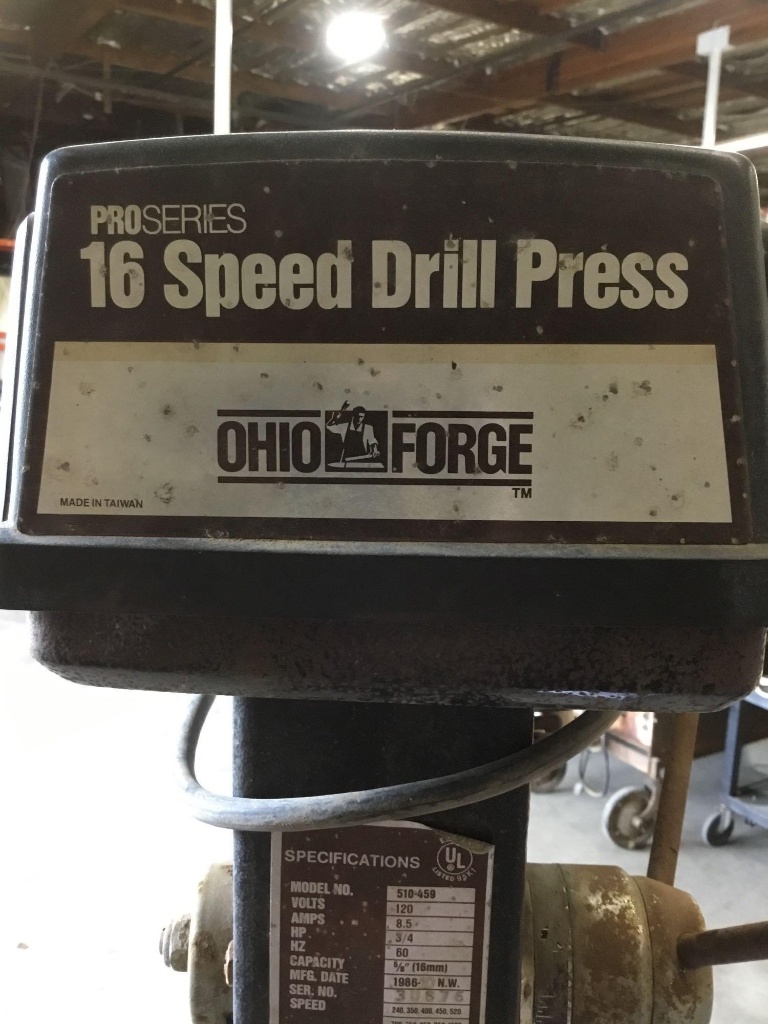 PROSERIES
16 Speed Drill Press
OHIO FORGE
TM
MADE IN TAIWAN
SPECIFICATIONS
UL
LISTED
MODEL NO. 510-459
VOLTS 120
AMPS 8.5
HP 3/4
HZ 60
CAPACITY 5/8" (16mm)
MFG. DATE 1986- N.W.
SER. NO.
SPEED 240, 350, 400, 450, 520